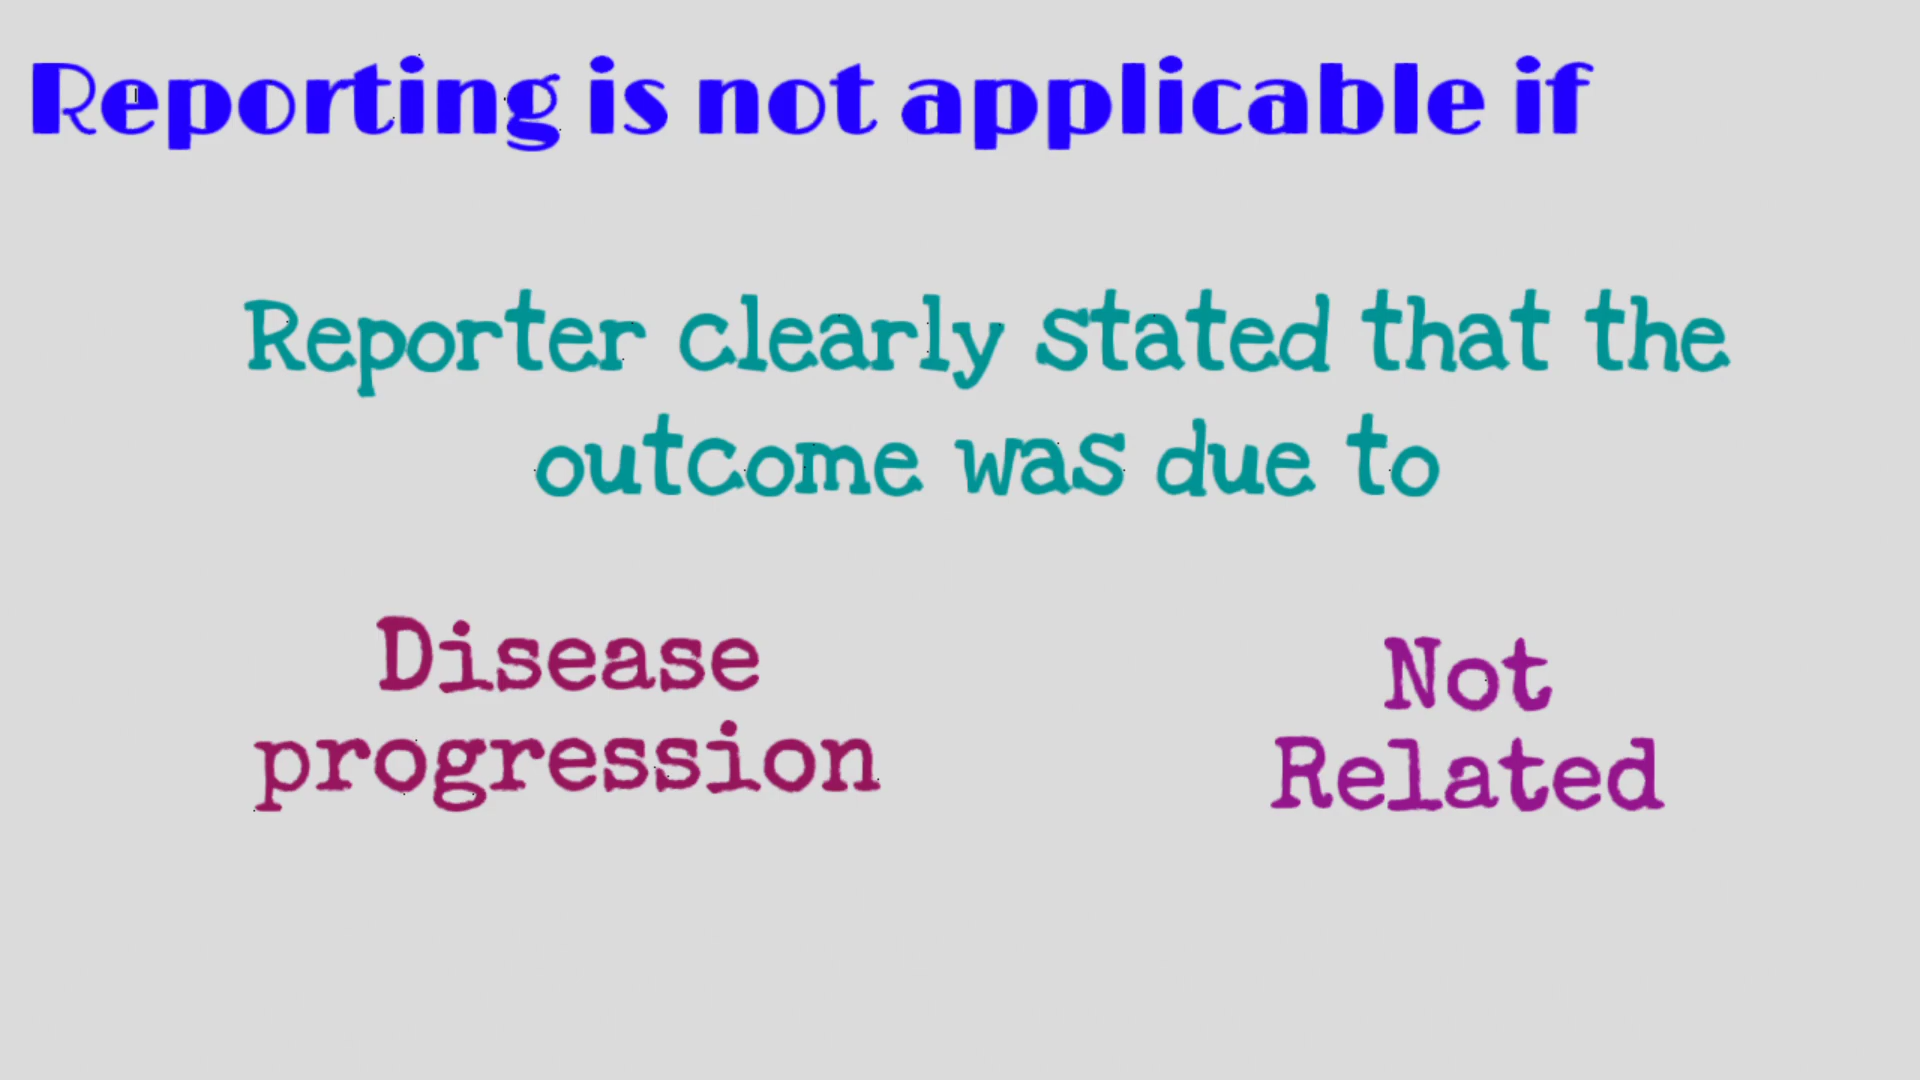 Reporting is not applicable if
Reporter clearly stated that the
outcome was due to
Disease
progression
Not
Related